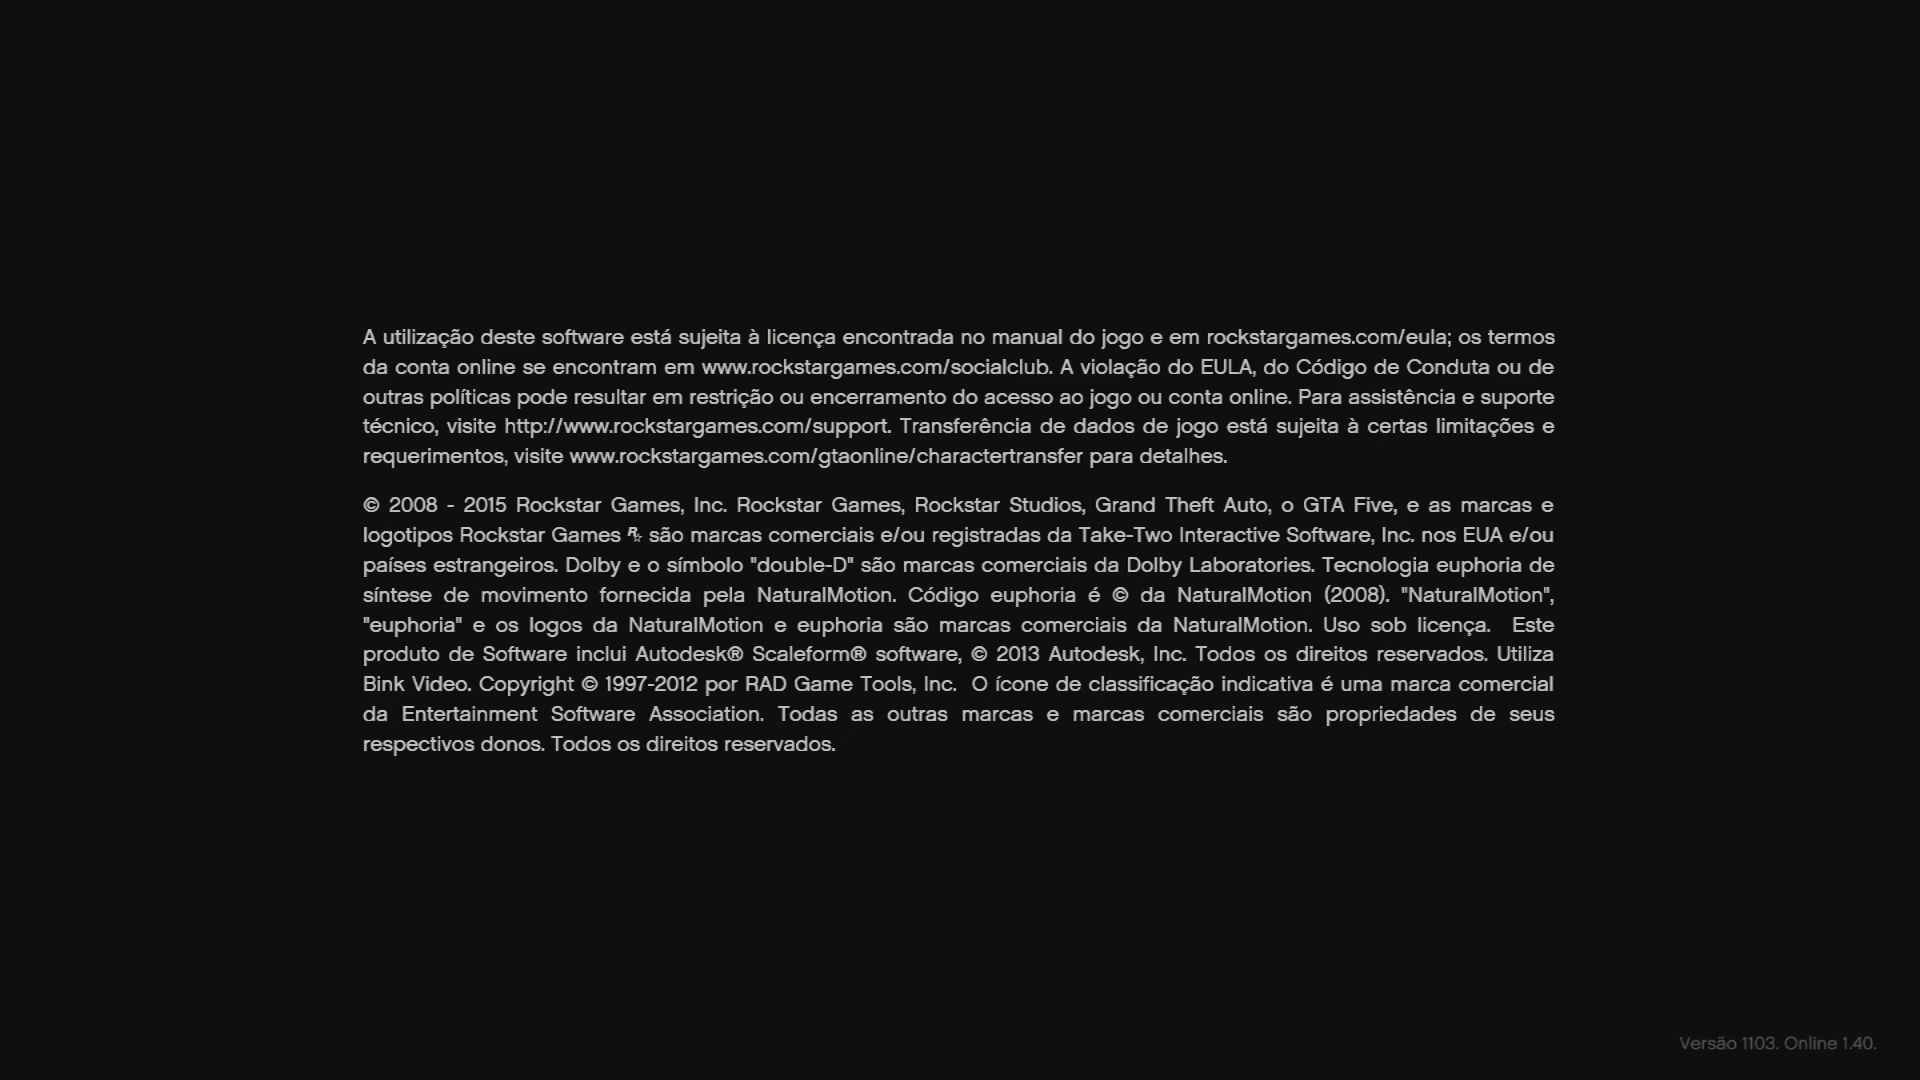 A utilização deste software está sujeita à licença encontrada no manual do jogo e em rockstargames.com/eula; os termos
da conta online se encontram em www.rockstargames.com/socialclub. A violação do EULA, do Código de Conduta ou de
outras políticas pode resultar em restrição ou encerramento do acesso ao jogo ou conta online. Para assistência e suporte
técnico, visite http://www.rockstargames.com/support. Transferência de dados de jogo está sujeita à certas limitações e
requerimentos, visite www.rockstargames.com/gtaonline/charactertransfer para detalhes.
© 2008 - 2015 Rockstar Games, Inc. Rockstar Games, Rockstar Studios, Grand Theft Auto, o GTA Five, e as marcas e
logotipos Rockstar Games R* são marcas comerciais e/ou registradas da Take-Two Interactive Software, Inc. nos EUA e/ou
países estrangeiros. Dolby e o símbolo "double-D" são marcas comerciais da Dolby Laboratories. Tecnologia euphoria de
síntese de movimento fornecida pela NaturalMotion. Código euphoria é © da NaturalMotion (2008). "NaturalMotion",
"euphoria" e os logos da NaturalMotion e euphoria são marcas comerciais da NaturalMotion. Uso sob licença.  Este
produto de Software inclui Autodesk® Scaleform® software, © 2013 Autodesk, Inc. Todos os direitos reservados. Utiliza
Bink Video. Copyright © 1997-2012 por RAD Game Tools, Inc.  O ícone de classificação indicativa é uma marca comercial
da Entertainment Software Association. Todas as outras marcas e marcas comerciais são propriedades de seus
respectivos donos. Todos os direitos reservados.
Versão 1103. Online 1.40.